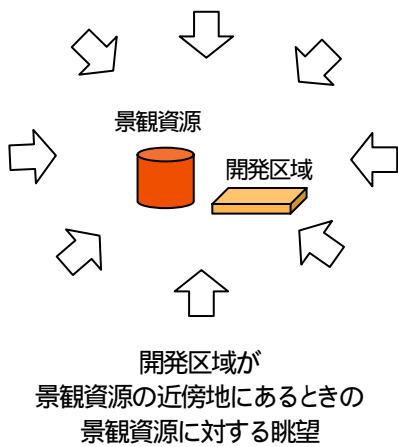 景観資源
開発区域
開発区域が
景観資源の近傍地にあるときの
景観資源に対する眺望